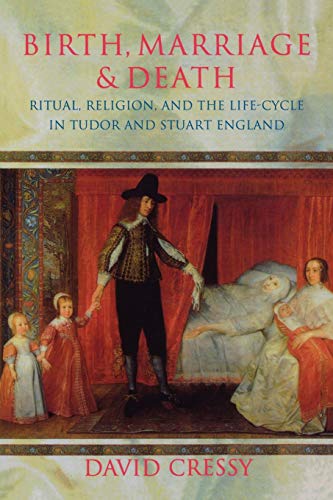 BIRTH, MARRIAGE
& DEATH
RITUAL, RELIGION, AND THE LIFE-CYCLE
IN TUDOR AND STUART ENGLAND
DAVID CRESSY